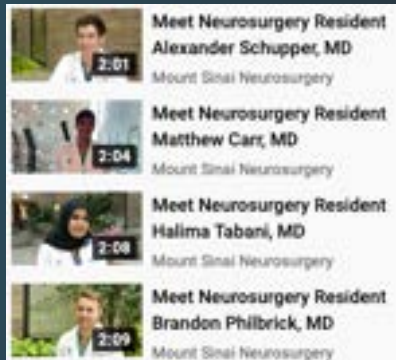 Meet Neurosurgery Resident
Alexander Schupper, MD
Mount Sinai Neurosurgery
2:01
Meet Neurosurgery Resident
Matthew Carr, MD
Mount Sinai Neurosurgery
2:04
Meet Neurosurgery Resident
Halima Tabani, MD
Mount Sinai Neurosurgery
2:08
Meet Neurosurgery Resident
Brandon Philbrick, MD
Mount Sinai Neurosurgery
2:09